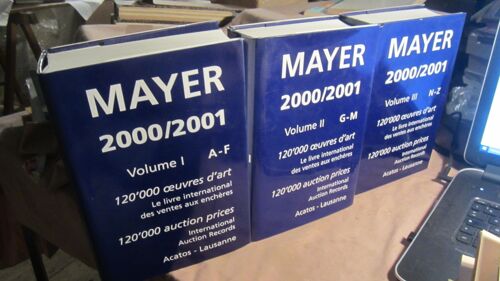 MAYER
2000/2001
Volume I A-F
120'000 œuvres d'art
Le livre international
des ventes aux enchères
120'000 auction prices
International
Auction Records
Acatos - Lausanne
MAYER
2000/2001
Volume II G-M
120'000 œuvres d'art
Le livre international
des ventes aux enchères
120'000 auction prices
International
Auction Records
Acatos - Lausanne
MAYER
2000/2001
Volume III N-Z
120'000 œuvres d'art
Le livre international
des ventes aux enchères
120'000 auction prices
International
Auction Records
Acatos - Lausanne